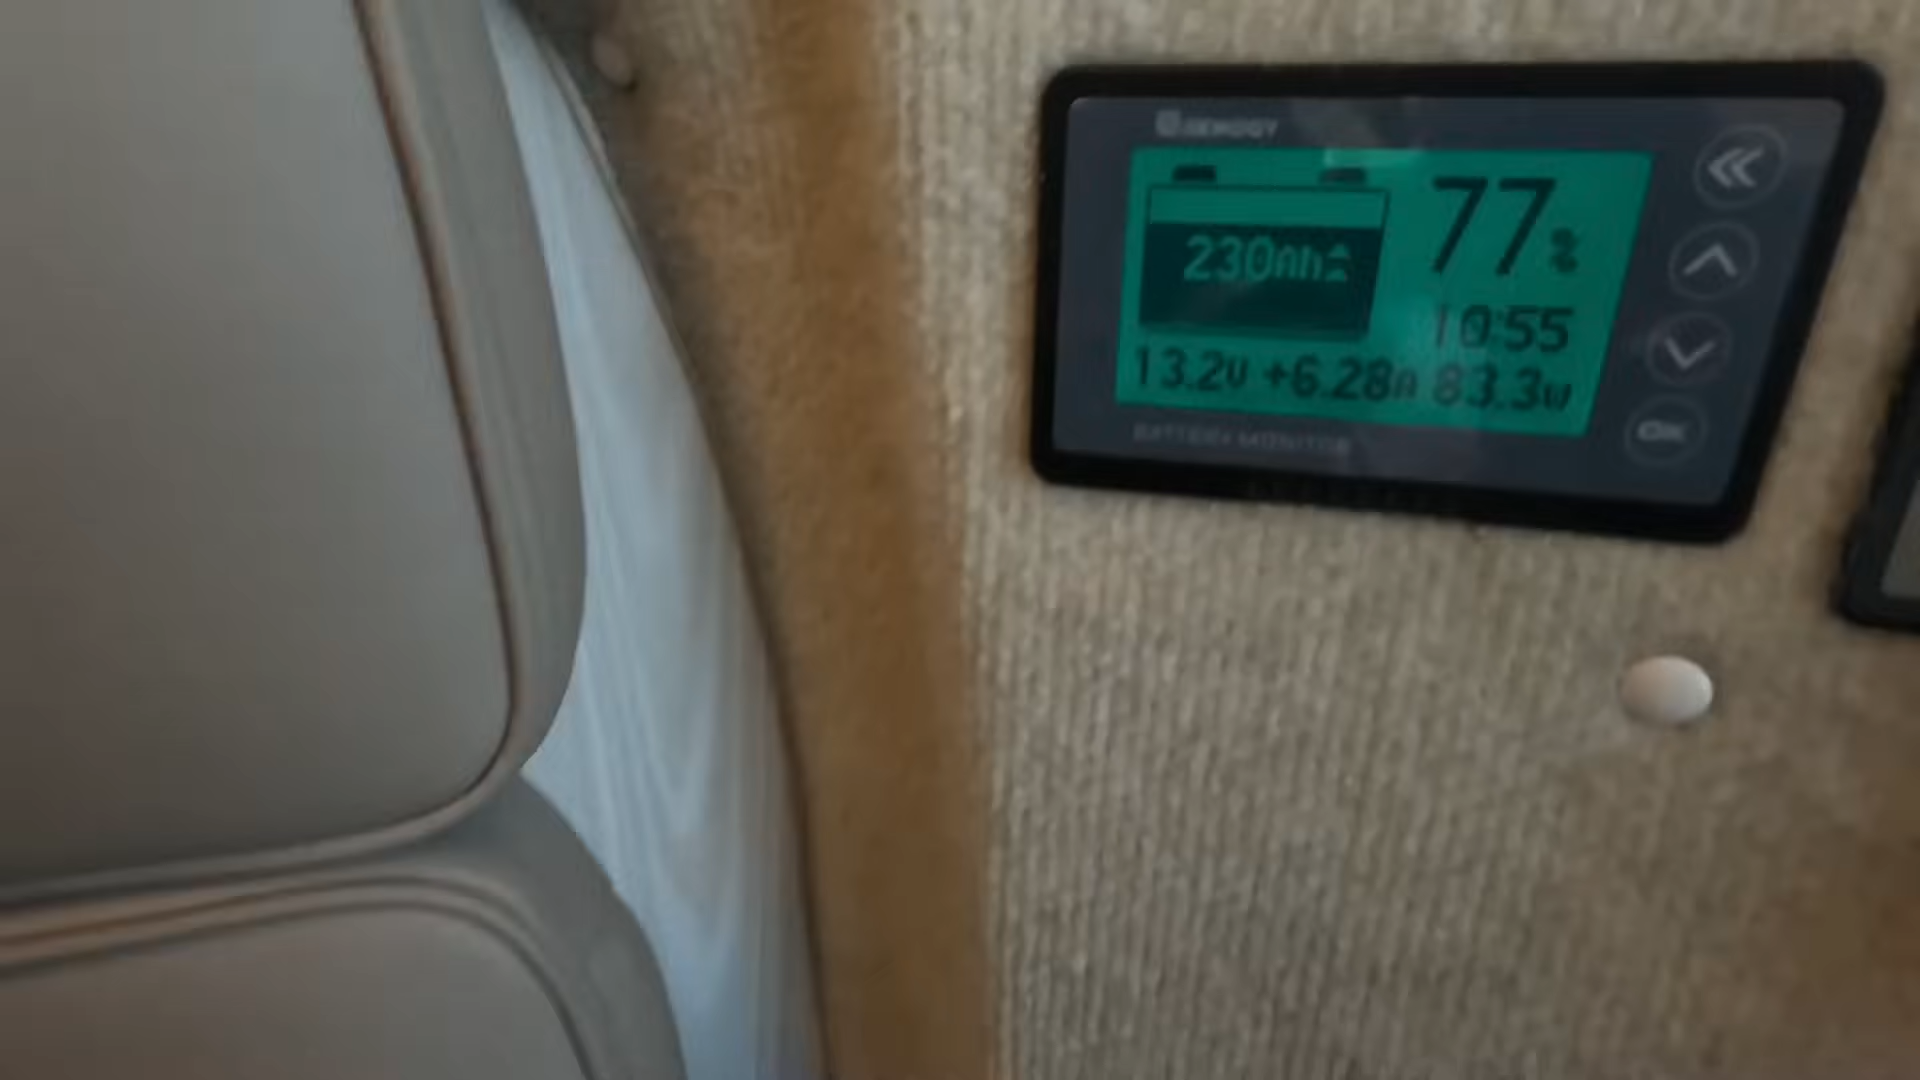 RENOGY
77%
230Ah
10:55
13.2V +6.28A 83.3W
BATTERY MONITOR
OK